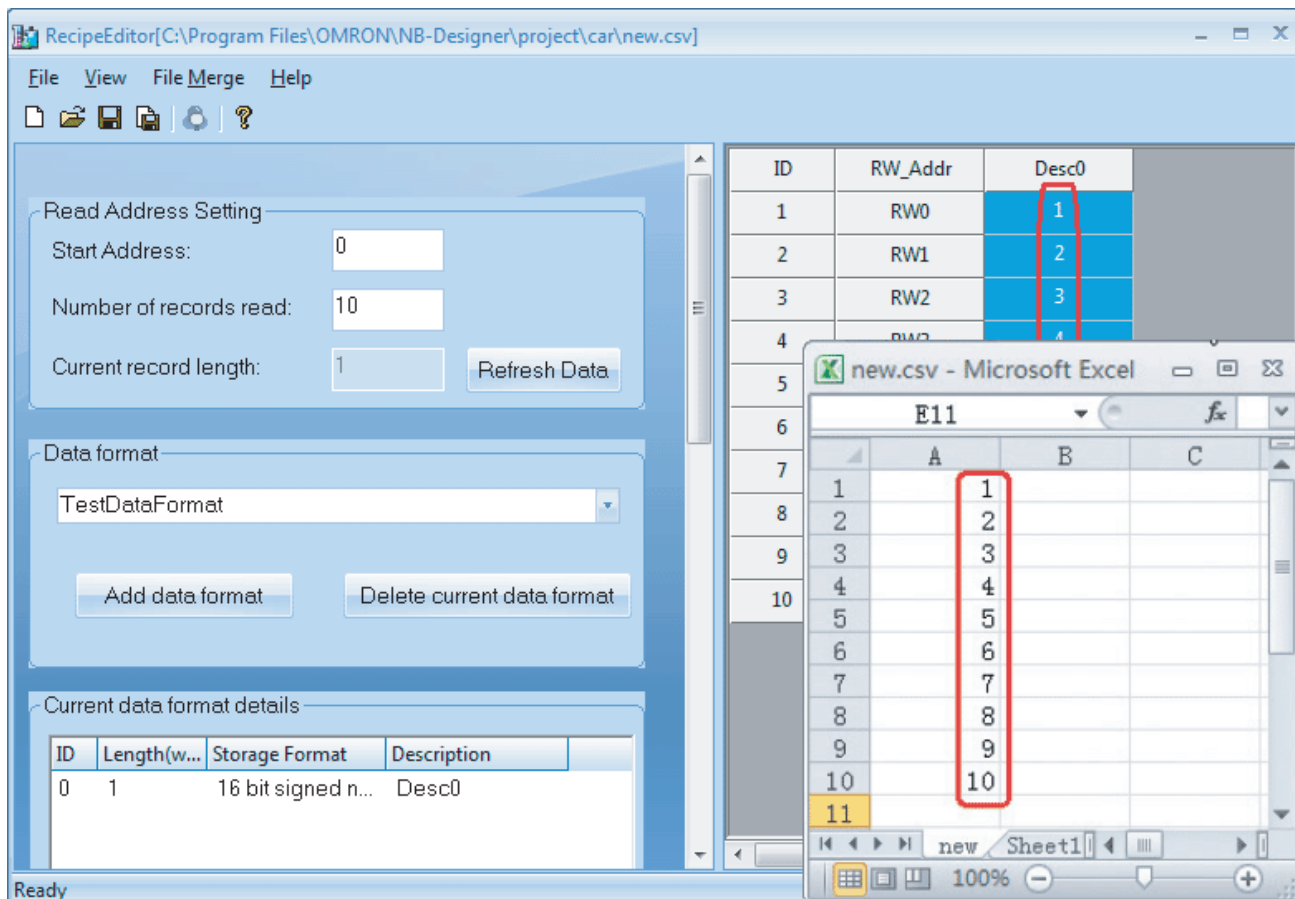 RecipeEditor[C:\Program Files\OMRON\NB-Designer\project\car\new.csv]
File View File Merge Help
Read Address Setting
Start Address: 0
Number of records read: 10
Current record length: 1 Refresh Data
Data format
TestDataFormat
Add data format Delete current data format
Current data format details
ID Length(w... Storage Format Description
0 1 16 bit signed n... Desc0
Ready
ID RW_Addr Desc0
1 RW0 1
2 RW1 2
3 RW2 3
4 RW3 4
5
6
7
8
9
10
new.csv - Microsoft Excel
E11 fx
A B C
1 1
2 2
3 3
4 4
5 5
6 6
7 7
8 8
9 9
10 10
11
new Sheet1
100%